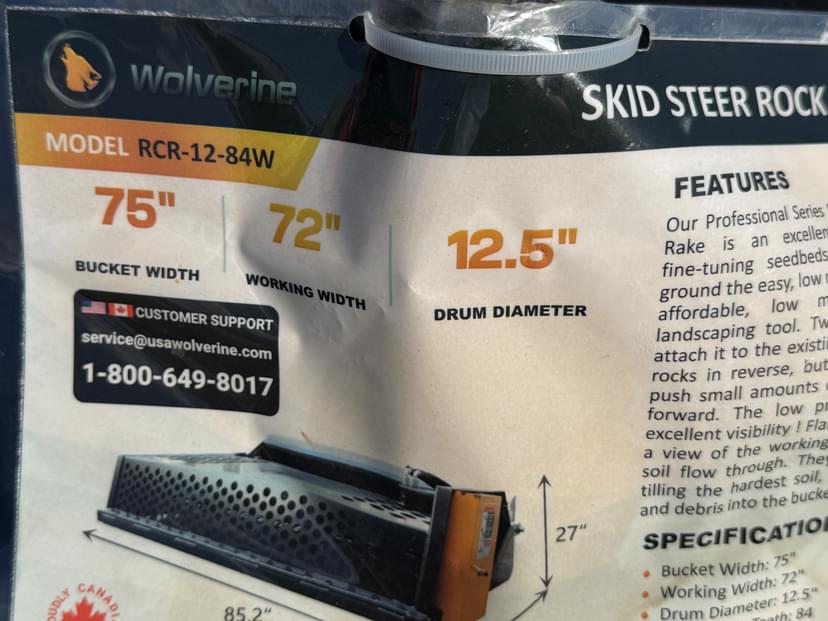 Wolverine
SKID STEER ROCK
MODEL RCR-12-84W
75"
72"
12.5"
BUCKET WIDTH
WORKING WIDTH
DRUM DIAMETER
CUSTOMER SUPPORT
service@usawolverine.com
1-800-649-8017
27"
85.2"
FEATURES
Our Professional Series
Rake is an excellen
fine-tuning seedbeds
ground the easy, low
affordable, low m
landscaping tool. Tw
attach it to the existi
rocks in reverse, but
push small amounts
forward. The low pr
excellent visibility ! Fla
a view of the working
soil flow through. They
tilling the hardest soil,
and debris into the bucke
SPECIFICATION
• Bucket Width: 75"
• Working Width: 72"
• Drum Diameter: 12.5"
Teeth: 84